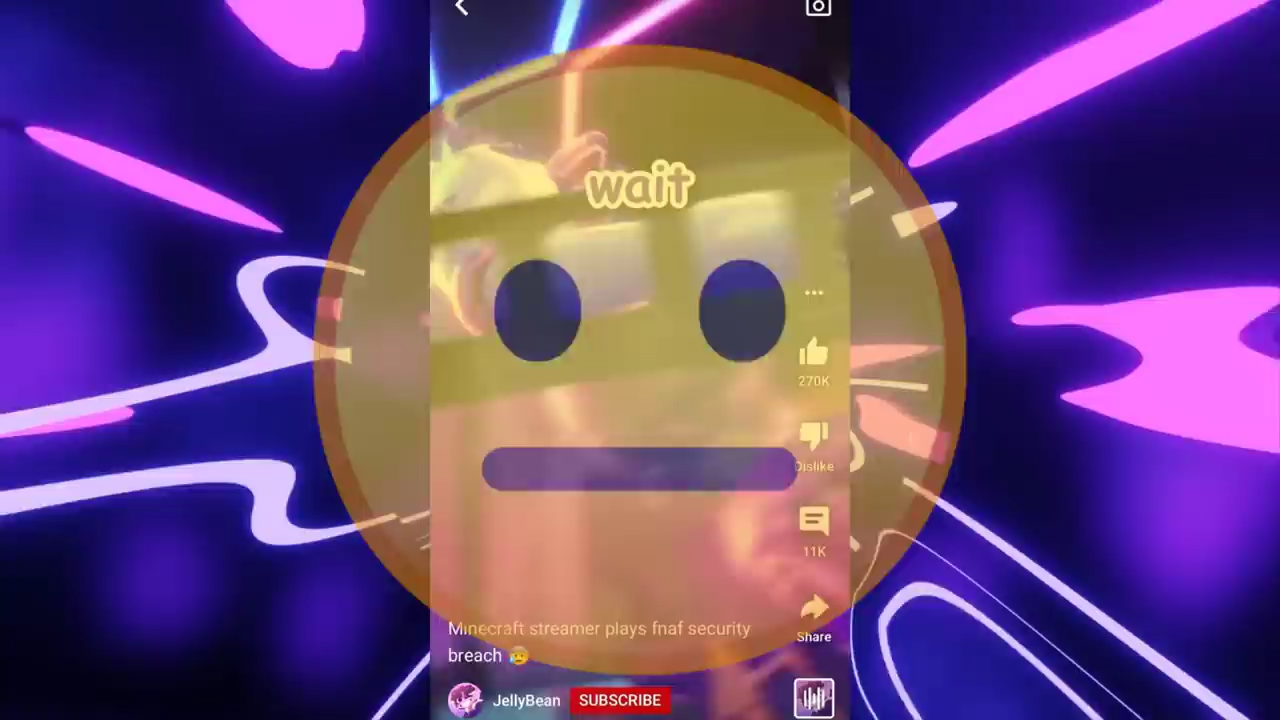 wait
270K
Dislike
11K
Share
Minecraft streamer plays fnaf security
breach
JellyBean SUBSCRIBE